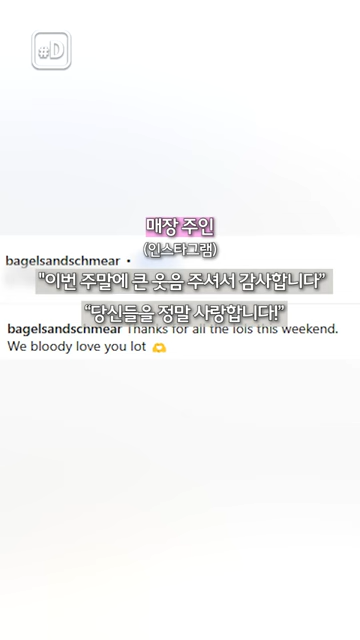 #D
매장 주인
(인스타그램)
bagelsandschmear •
"이번 주말에 큰 웃음 주셔서 감사합니다”
“당신들을 정말 사랑합니다!”
bagelsandschmear Thanks for all the lols this weekend.
We bloody love you lot 🫶